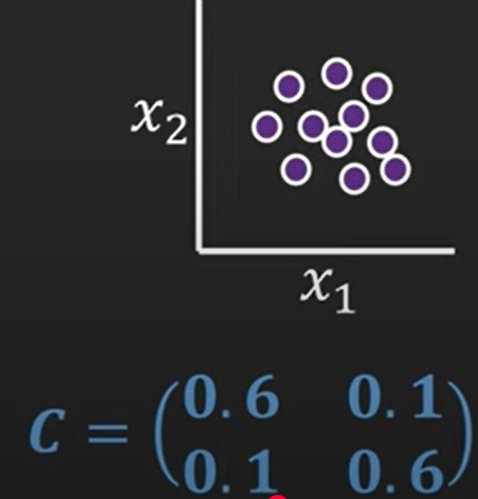 x₂
x₁
C = (0.6 0.1
0.1 0.6)